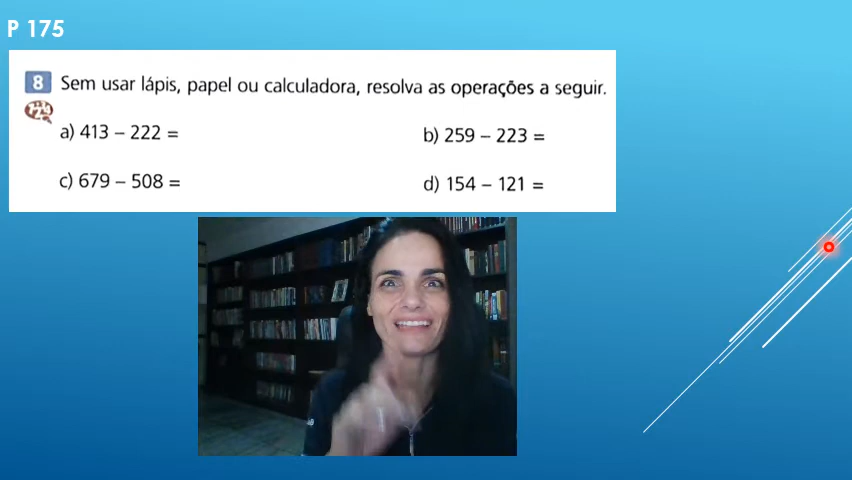 P 175
8 Sem usar lápis, papel ou calculadora, resolva as operações a seguir.
a) 413 – 222 = b) 259 – 223 =
c) 679 – 508 = d) 154 – 121 =